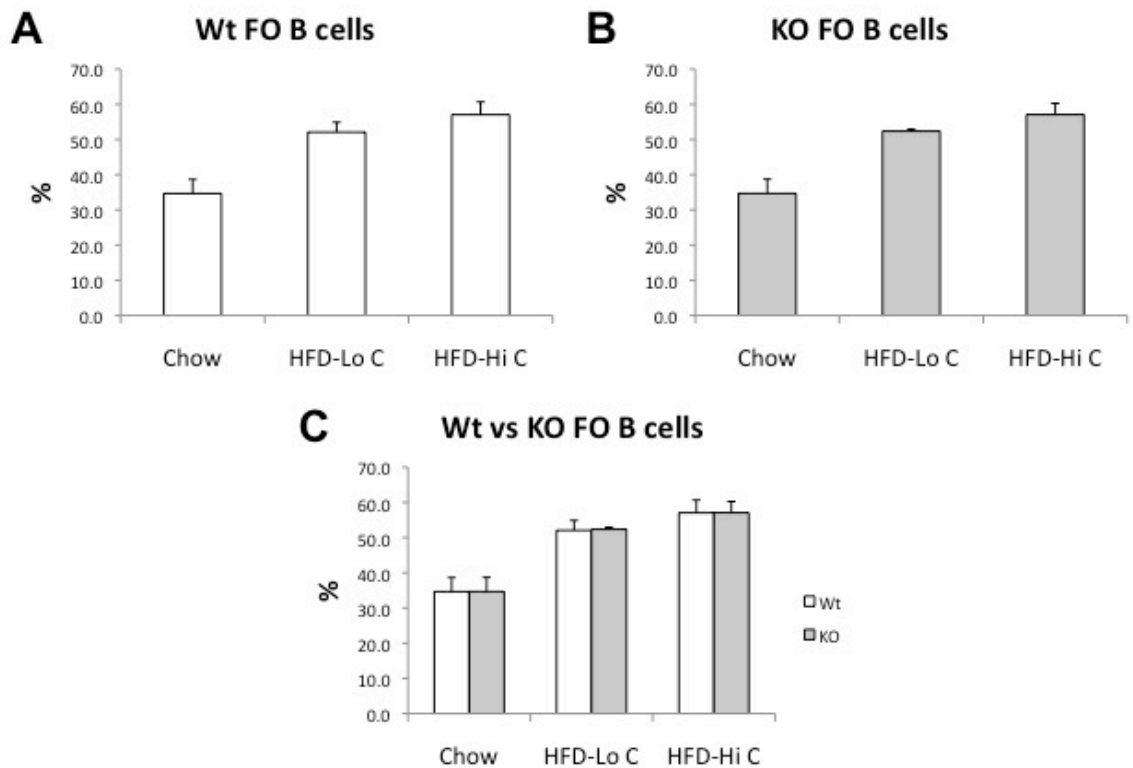 A
Wt FO B cells
%
70.0
60.0
50.0
40.0
30.0
20.0
10.0
0.0
Chow HFD-Lo C HFD-Hi C
B
KO FO B cells
%
70.0
60.0
50.0
40.0
30.0
20.0
10.0
0.0
Chow HFD-Lo C HFD-Hi C
C
Wt vs KO FO B cells
%
70.0
60.0
50.0
40.0
30.0
20.0
10.0
0.0
Chow HFD-Lo C HFD-Hi C
Wt
KO